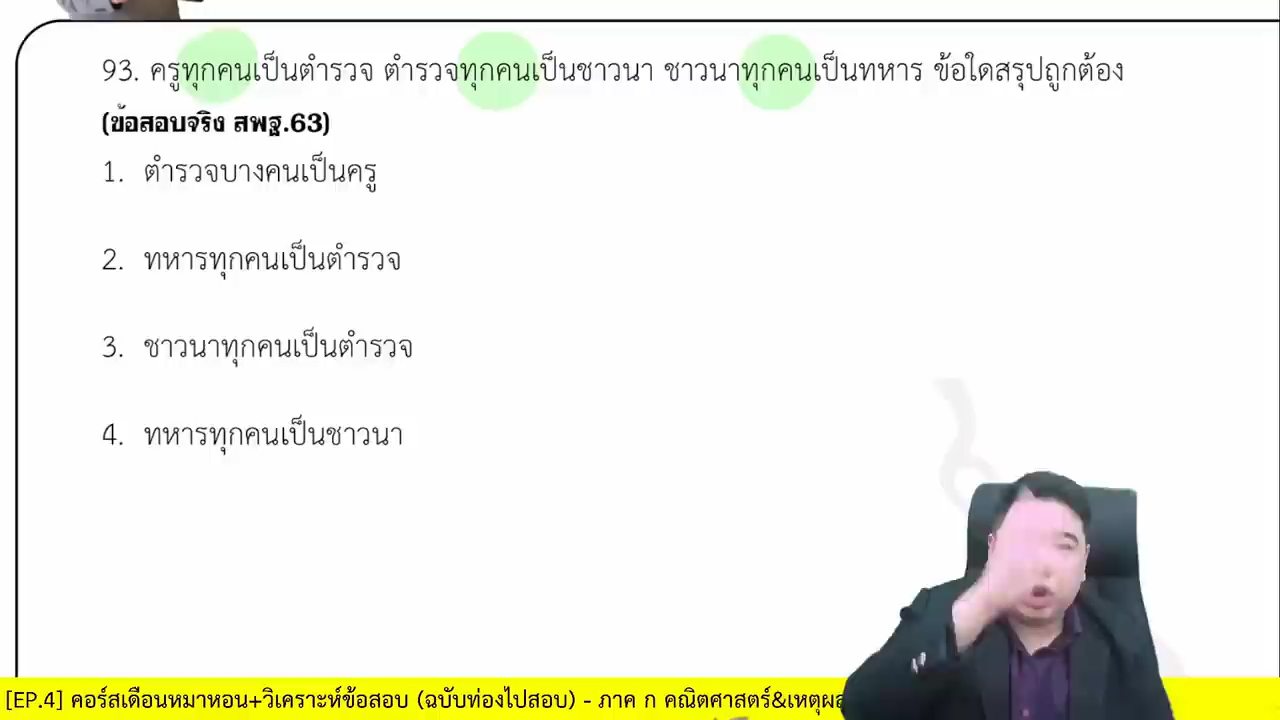 93. ครูทุกคนเป็นตำรวจ ตำรวจทุกคนเป็นชาวนา ชาวนาทุกคนเป็นทหาร ข้อใดสรุปถูกต้อง
(ข้อสอบจริง สพฐ.63)
1. ตำรวจบางคนเป็นครู
2. ทหารทุกคนเป็นตำรวจ
3. ชาวนาทุกคนเป็นตำรวจ
4. ทหารทุกคนเป็นชาวนา
[EP.4] คอร์สเดือนหมาหอน+วิเคราะห์ข้อสอบ (ฉบับท่องไปสอบ) - ภาค ก คณิตศาสตร์&เหตุผล